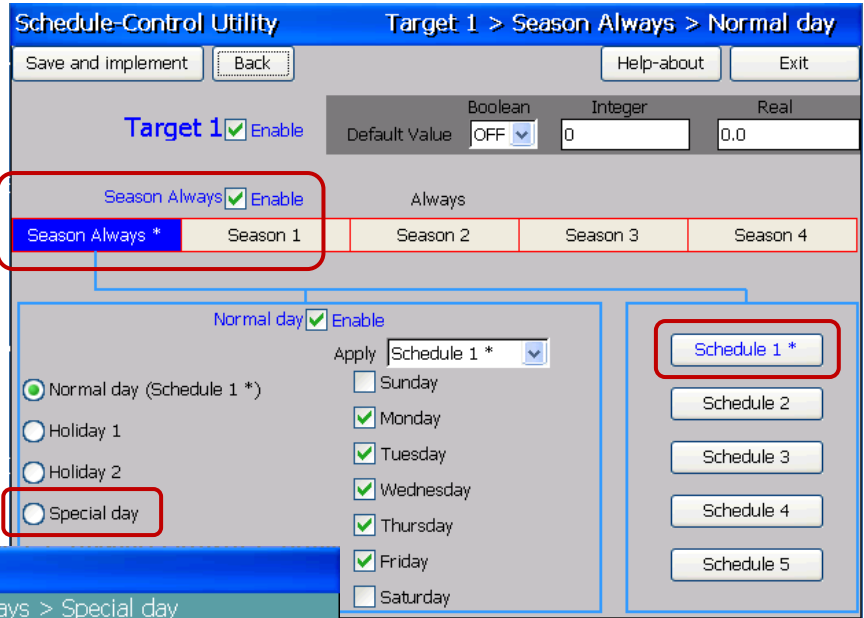 Schedule-Control Utility Target 1 > Season Always > Normal day
Save and implement Back Help-about Exit
Boolean Integer Real
Target 1 Enable Default Value OFF 0 0.0
Season Always Enable Always
Season Always * Season 1 Season 2 Season 3 Season 4
Normal day Enable
Apply Schedule 1 * Schedule 1 *
Normal day (Schedule 1 *) Sunday
Monday Schedule 2
Holiday 1
Tuesday Schedule 3
Holiday 2
Wednesday
Special day Thursday Schedule 4
Friday Schedule 5
Saturday
ays > Special day